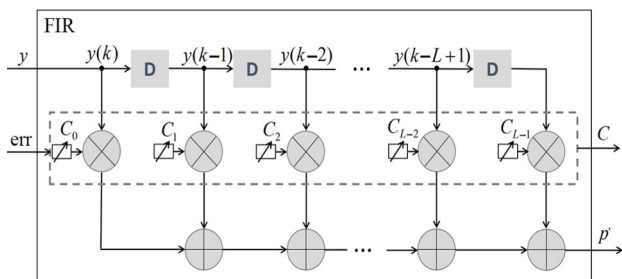 FIR
y y(k) D y(k−1) D y(k−2) ... y(k−L+1) D
err C₀ C₁ C₂ C_{L−2} C_{L−1} C
... p'